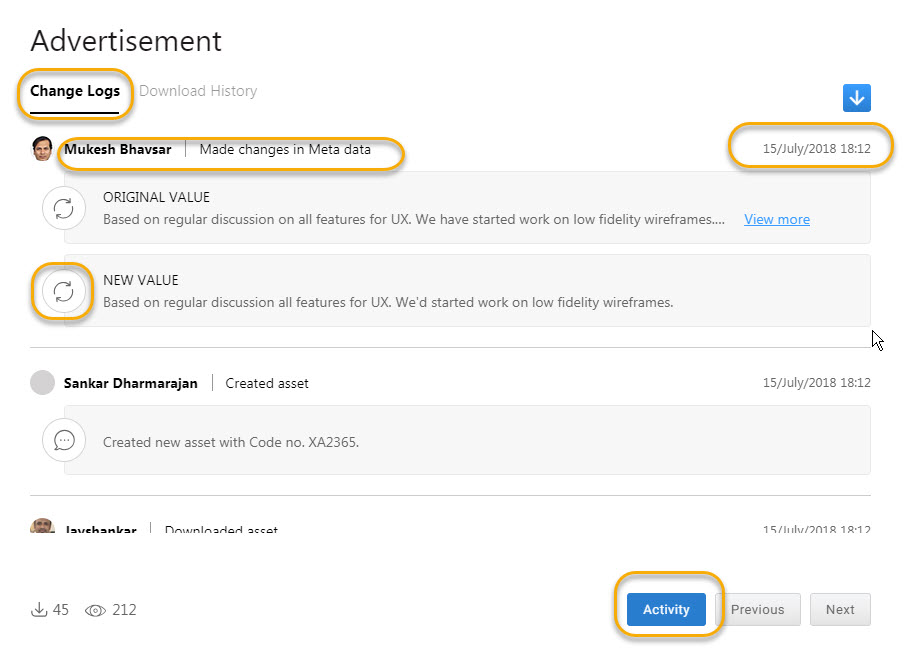 Advertisement
Change Logs Download History
Mukesh Bhavsar Made changes in Meta data 15/July/2018 18:12
ORIGINAL VALUE
Based on regular discussion on all features for UX. We have started work on low fidelity wireframes.... View more
NEW VALUE
Based on regular discussion all features for UX. We'd started work on low fidelity wireframes.
Sankar Dharmarajan Created asset 15/July/2018 18:12
Created new asset with Code no. XA2365.
Jayshankar Downloaded asset 15/July/2018 18:12
45 212 Activity Previous Next